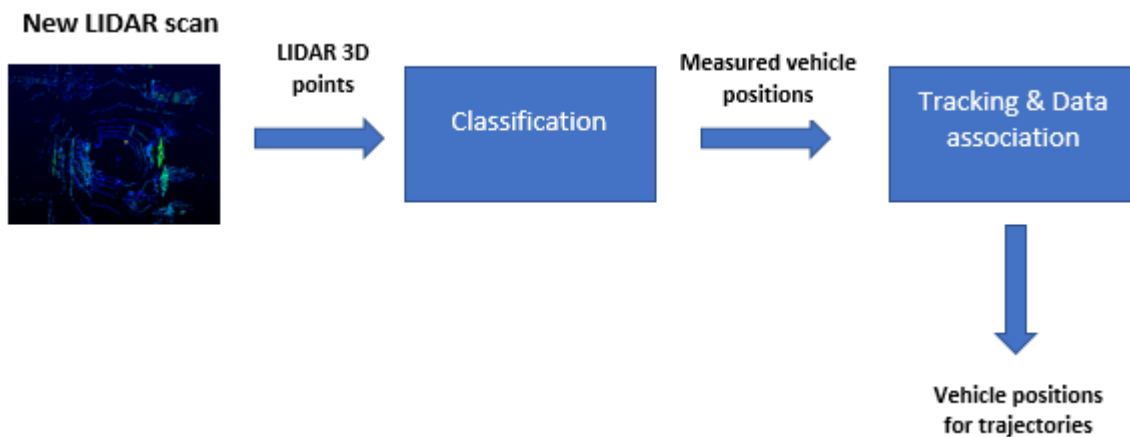 New LIDAR scan
LIDAR 3D
points
Classification
Measured vehicle
positions
Tracking & Data
association
Vehicle positions
for trajectories